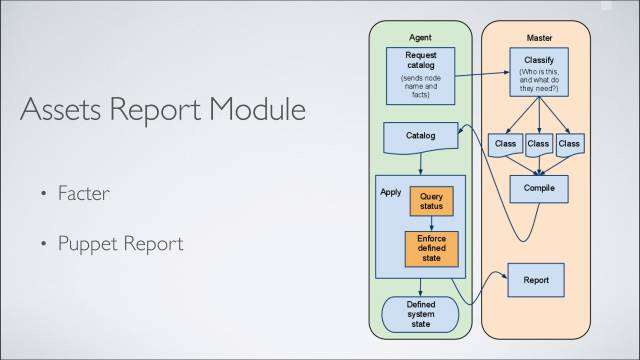 Assets Report Module
• Facter
• Puppet Report
Agent
Request
catalog
(sends node
name and
facts)
Catalog
Apply
Query
status
Enforce
defined
state
Defined
system
state
Master
Classify
(Who is this,
and what do
they need?)
Class
Class
Class
Compile
Report